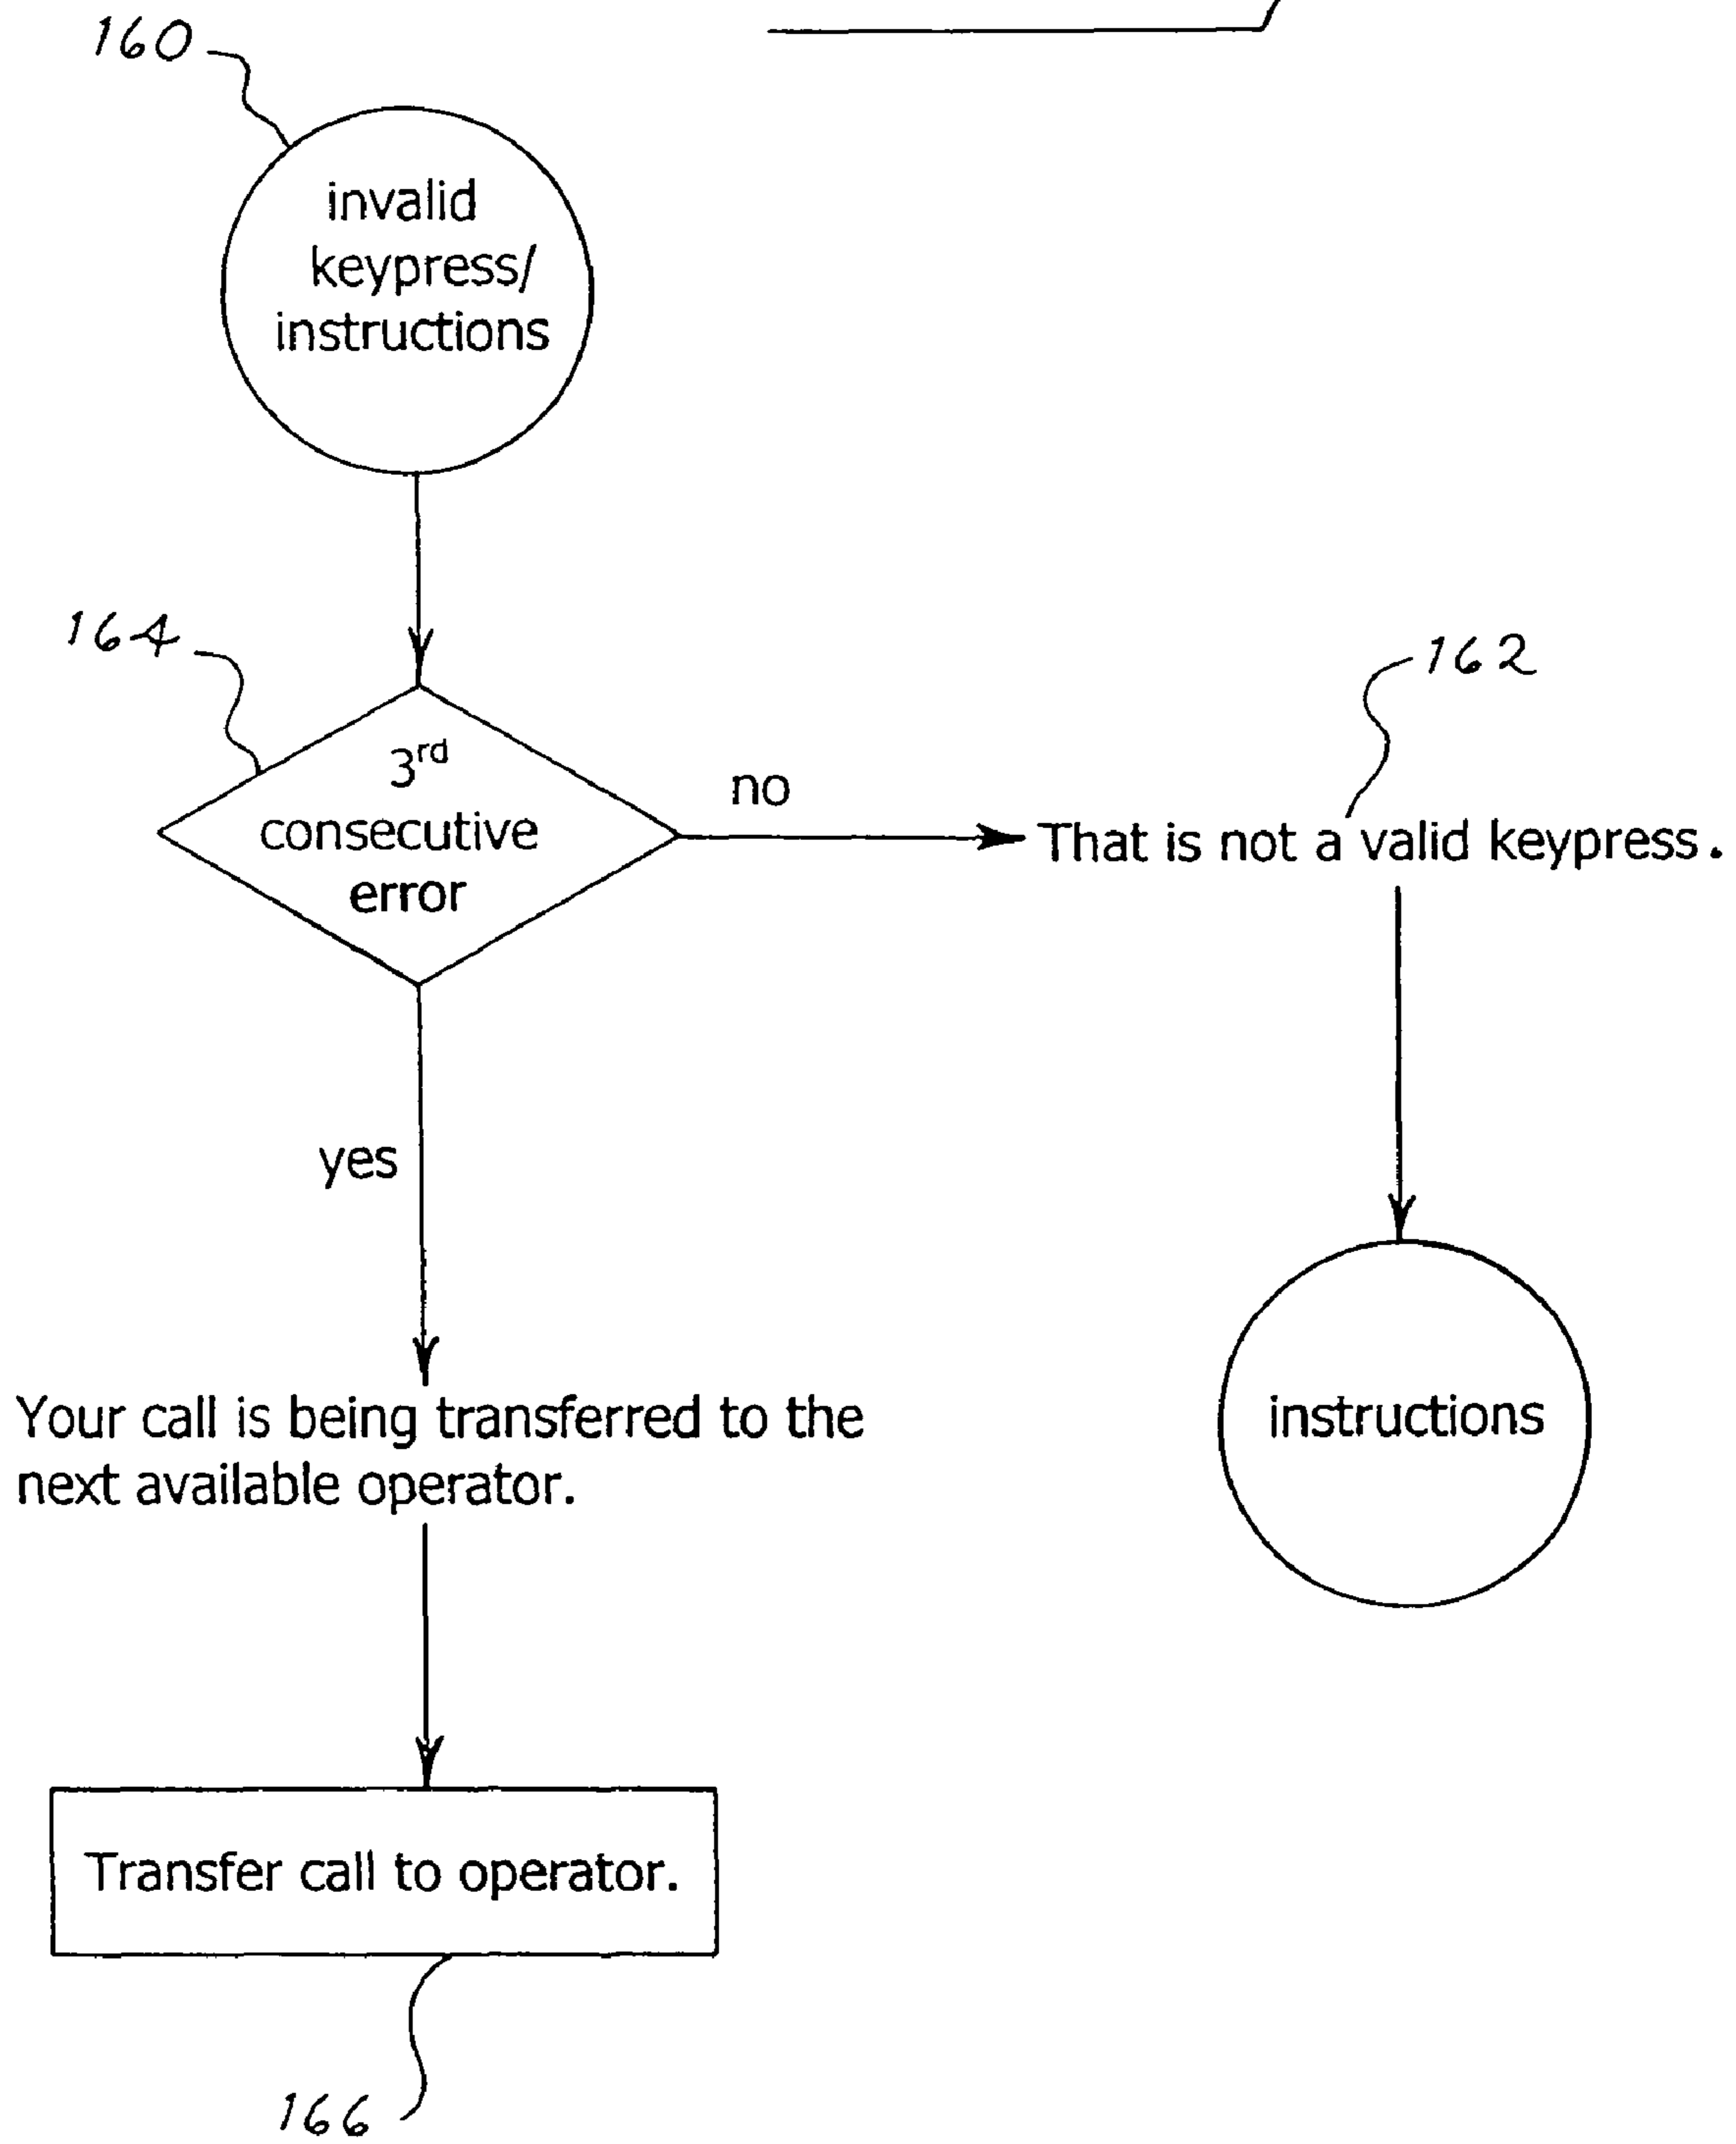 160
invalid
keypress/
instructions
164
3rd
consecutive
error
no
162
That is not a valid keypress.
yes
instructions
Your call is being transferred to the
next available operator.
Transfer call to operator.
166